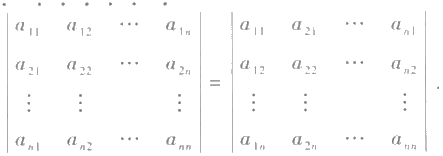 | a₁₁ a₁₂ ⋯ a₁ₙ | | a₁₁ a₂₁ ⋯ aₙ₁ |
| a₂₁ a₂₂ ⋯ a₂ₙ | | a₁₂ a₂₂ ⋯ aₙ₂ |
| ⋮ ⋮ ⋮ | = | ⋮ ⋮ ⋮ | .
| aₙ₁ aₙ₂ ⋯ aₙₙ | | a₁ₙ a₂ₙ ⋯ aₙₙ |